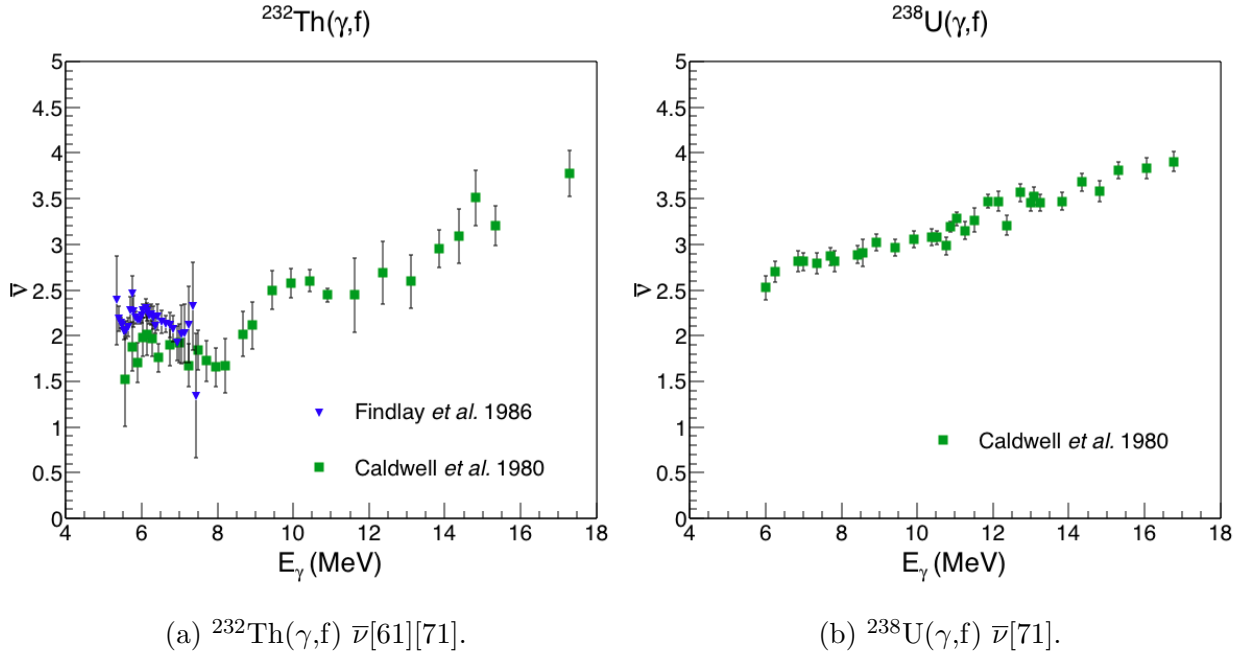 ²³²Th(γ,f)
5
4.5
4
3.5
3
2.5
2
1.5
1
0.5
0
ν̅
Findlay et al. 1986
Caldwell et al. 1980
4 6 8 10 12 14 16 18
E_γ (MeV)
(a) ²³²Th(γ,f) ν̅[61][71].
²³⁸U(γ,f)
5
4.5
4
3.5
3
2.5
2
1.5
1
0.5
0
ν̅
Caldwell et al. 1980
4 6 8 10 12 14 16 18
E_γ (MeV)
(b) ²³⁸U(γ,f) ν̅[71].